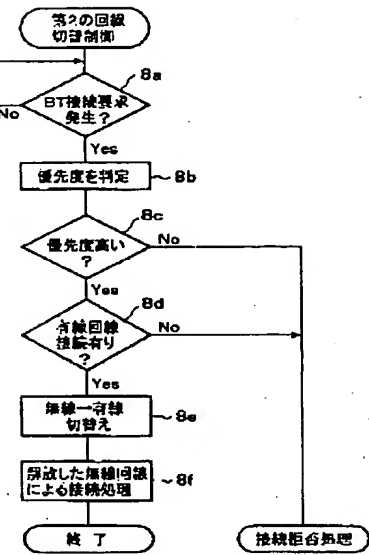 第2の回線
切替制御
8a
BT接続要求
発生?
No
Yes
優先度を判定
8b
8c
優先度高い
?
No
Yes
8d
有線回線
接続有り
?
No
Yes
無線→有線
切替え
8e
解放した無線回線
による接続処理
8f
終了
接続拒否処理